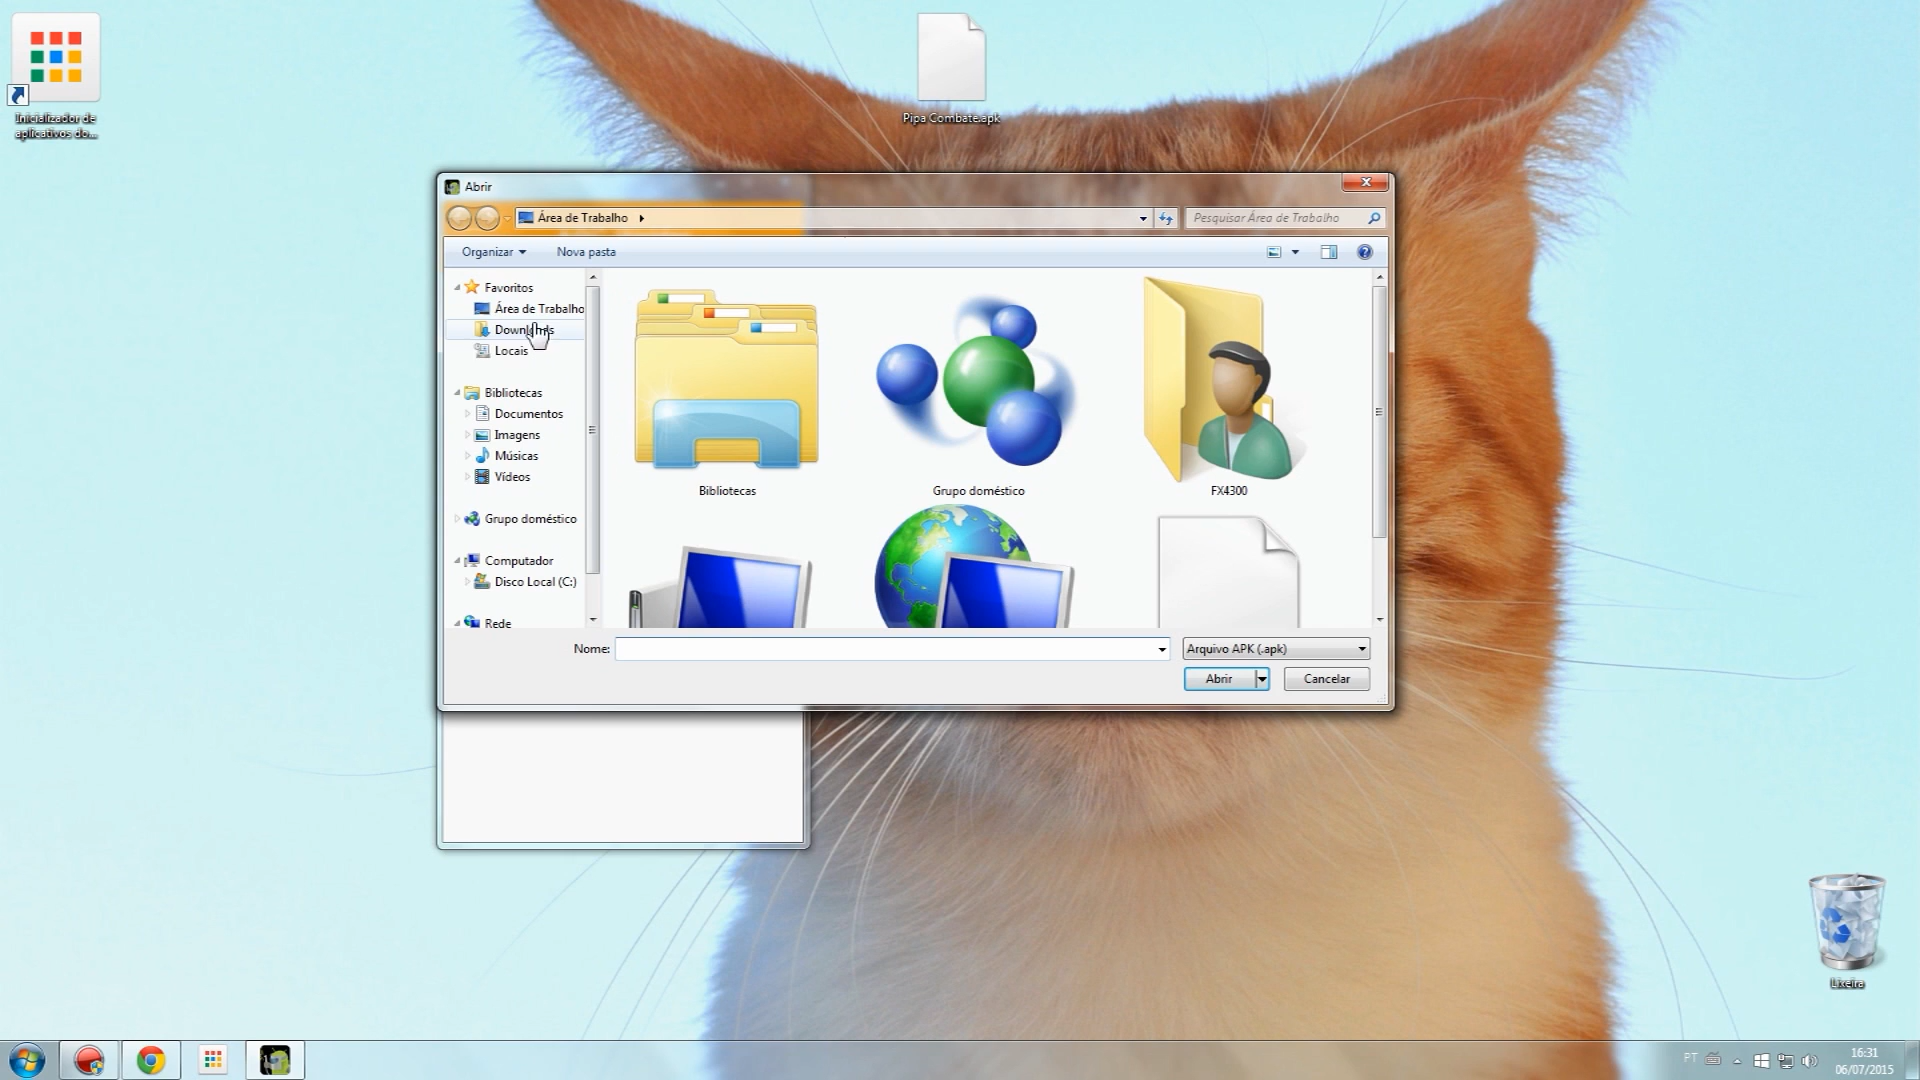 Inicializador de
aplicativos do...
Pipa Combate.apk
Abrir
Área de Trabalho
Pesquisar Área de Trabalho
Organizar
Nova pasta
Favoritos
Área de Trabalho
Downloads
Locais
Bibliotecas
Documentos
Imagens
Músicas
Vídeos
Grupo doméstico
Computador
Disco Local (C:)
Rede
Bibliotecas
Grupo doméstico
FX4300
Nome:
Arquivo APK (.apk)
Abrir
Cancelar
Lixeira
PT
16:31
06/07/2015